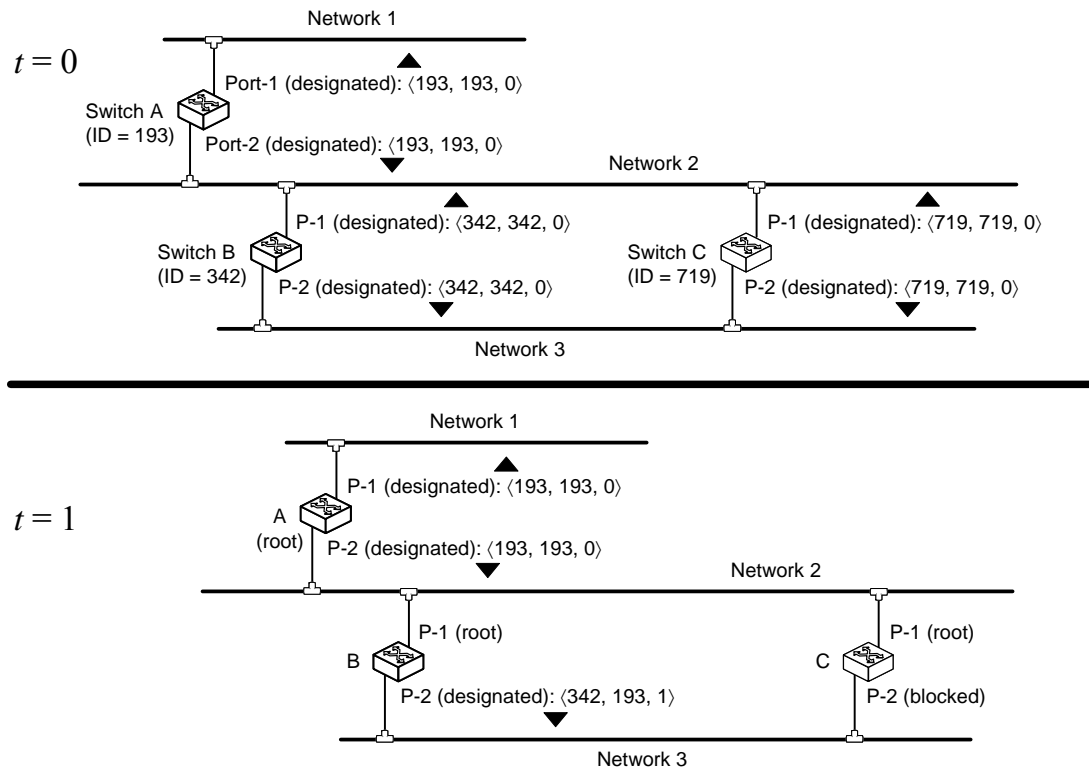 Network 1
t = 0
Port-1 (designated): ⟨193, 193, 0⟩
Switch A
(ID = 193)
Port-2 (designated): ⟨193, 193, 0⟩
Network 2
P-1 (designated): ⟨342, 342, 0⟩
P-1 (designated): ⟨719, 719, 0⟩
Switch B
(ID = 342)
Switch C
(ID = 719)
P-2 (designated): ⟨342, 342, 0⟩
P-2 (designated): ⟨719, 719, 0⟩
Network 3
Network 1
P-1 (designated): ⟨193, 193, 0⟩
t = 1
A
(root)
P-2 (designated): ⟨193, 193, 0⟩
Network 2
P-1 (root)
P-1 (root)
B
C
P-2 (designated): ⟨342, 193, 1⟩
P-2 (blocked)
Network 3